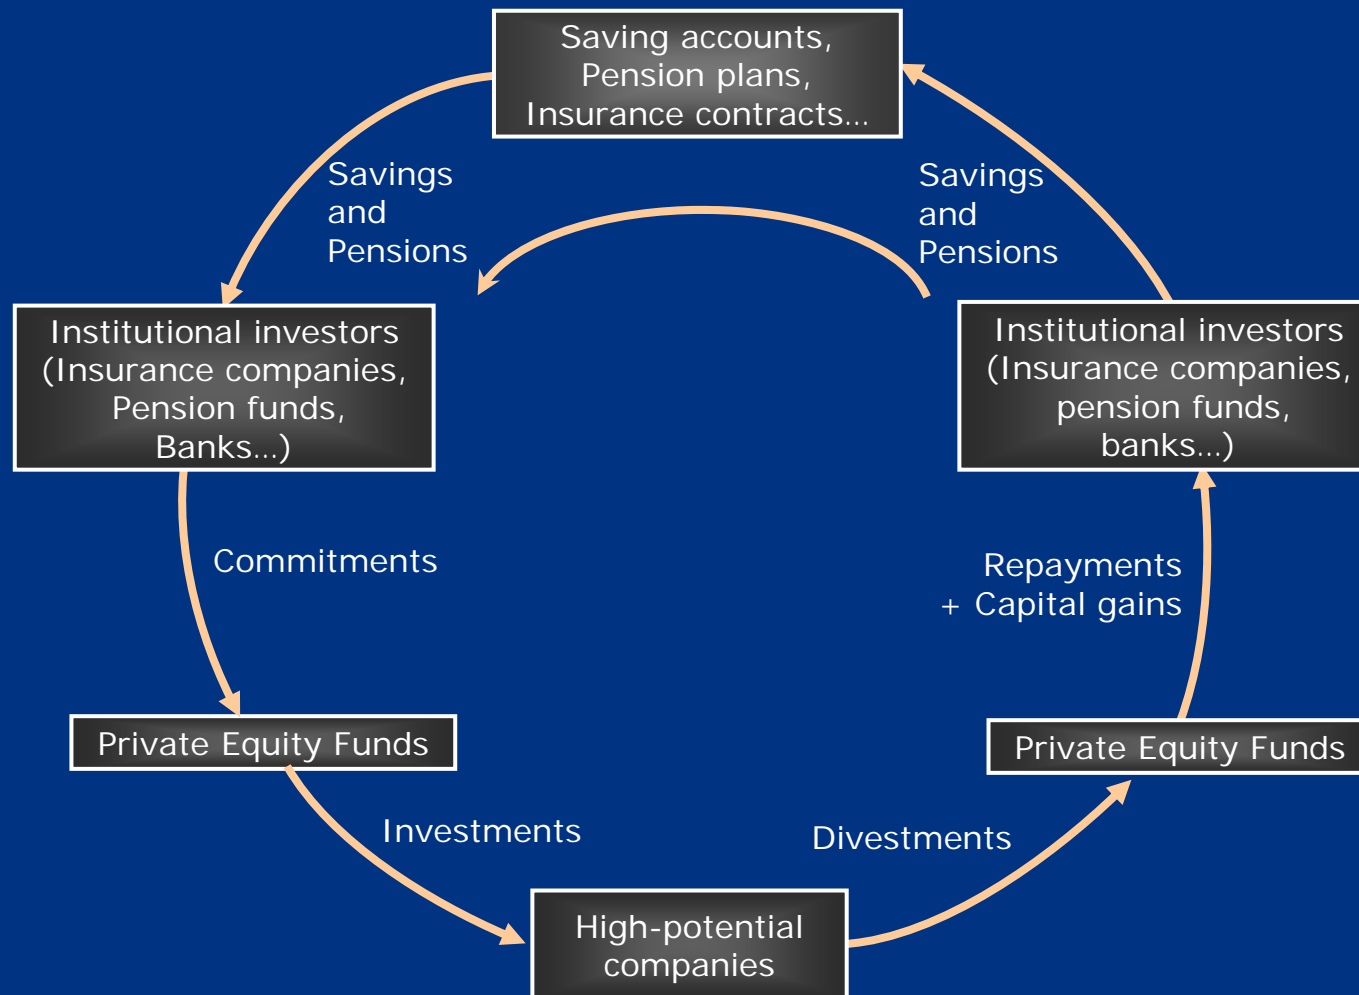 Saving accounts,
Pension plans,
Insurance contracts...
Savings
and
Pensions
Savings
and
Pensions
Institutional investors
(Insurance companies,
Pension funds,
Banks...)
Institutional investors
(Insurance companies,
pension funds,
banks...)
Commitments
Repayments
+ Capital gains
Private Equity Funds
Private Equity Funds
Investments
Divestments
High-potential
companies